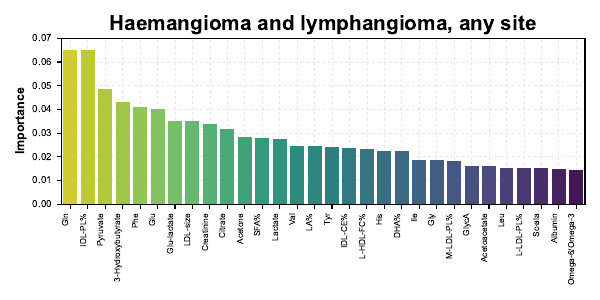 Haemangioma and lymphangioma, any site
Importance
0.07
0.06
0.05
0.04
0.03
0.02
0.01
0.00
Gln
IDL-PL%
Pyruvate
3-Hydroxybutyrate
Phe
Glu
Glu-lactate
LDL-size
Creatinine
Citrate
Acetone
SFA%
Lactate
Val
LA%
Tyr
IDL-CE%
L-HDL-FC%
His
DHA%
Ile
Gly
M-LDL-PL%
GlycA
Acetoacetate
Leu
L-LDL-PL%
Albumin
Omega-6/Omega-3